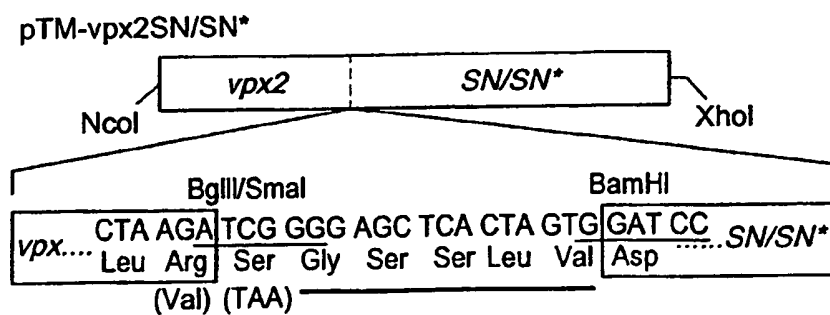 pTM-vpx2SN/SN*
vpx2 SN/SN*
NcoI XhoI
BglII/SmaI BamHI
vpx.... CTA AGA TCG GGG AGC TCA CTA GTG GAT CC ......SN/SN*
Leu Arg Ser Gly Ser Ser Leu Val Asp
(Val) (TAA)